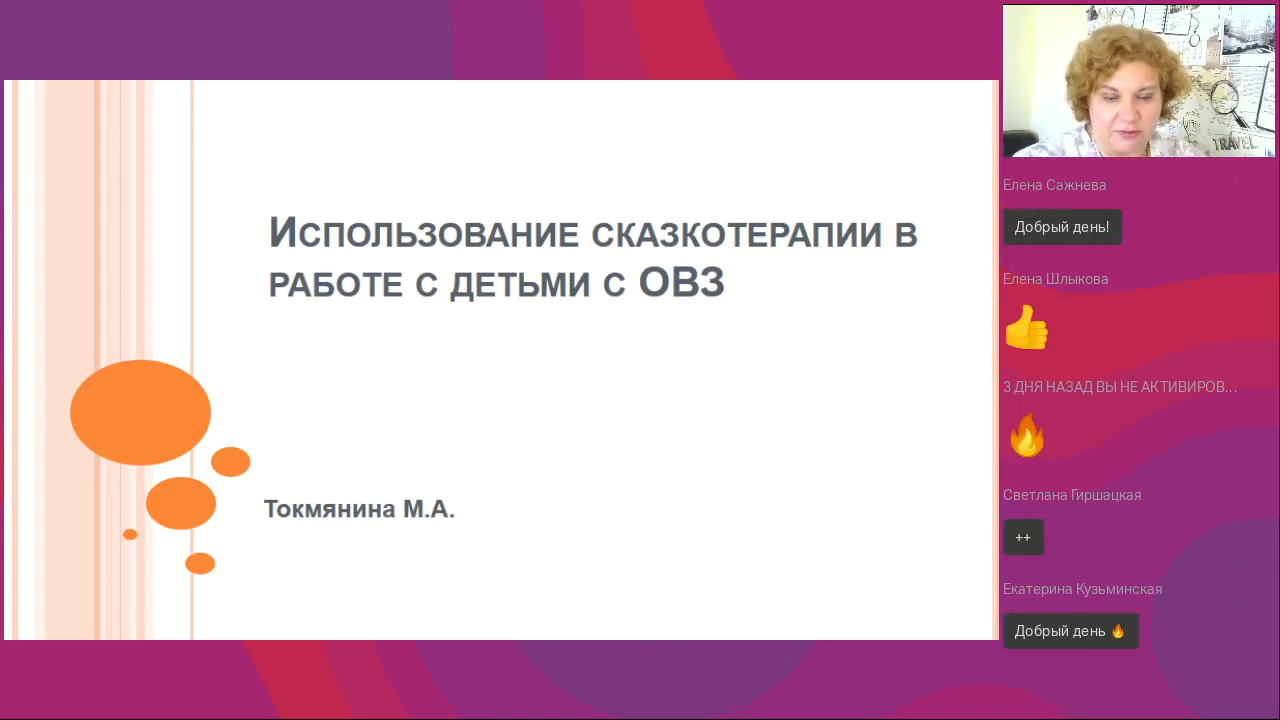 Использование сказкотерапии в
работе с детьми с ОВЗ
Токмянина М.А.
TRAVEL
Елена Сажнева
Добрый день!
Елена Шлыкова
3 ДНЯ НАЗАД ВЫ НЕ АКТИВИРОВ...
Светлана Гиршацкая
++
Екатерина Кузьминская
Добрый день 🔥